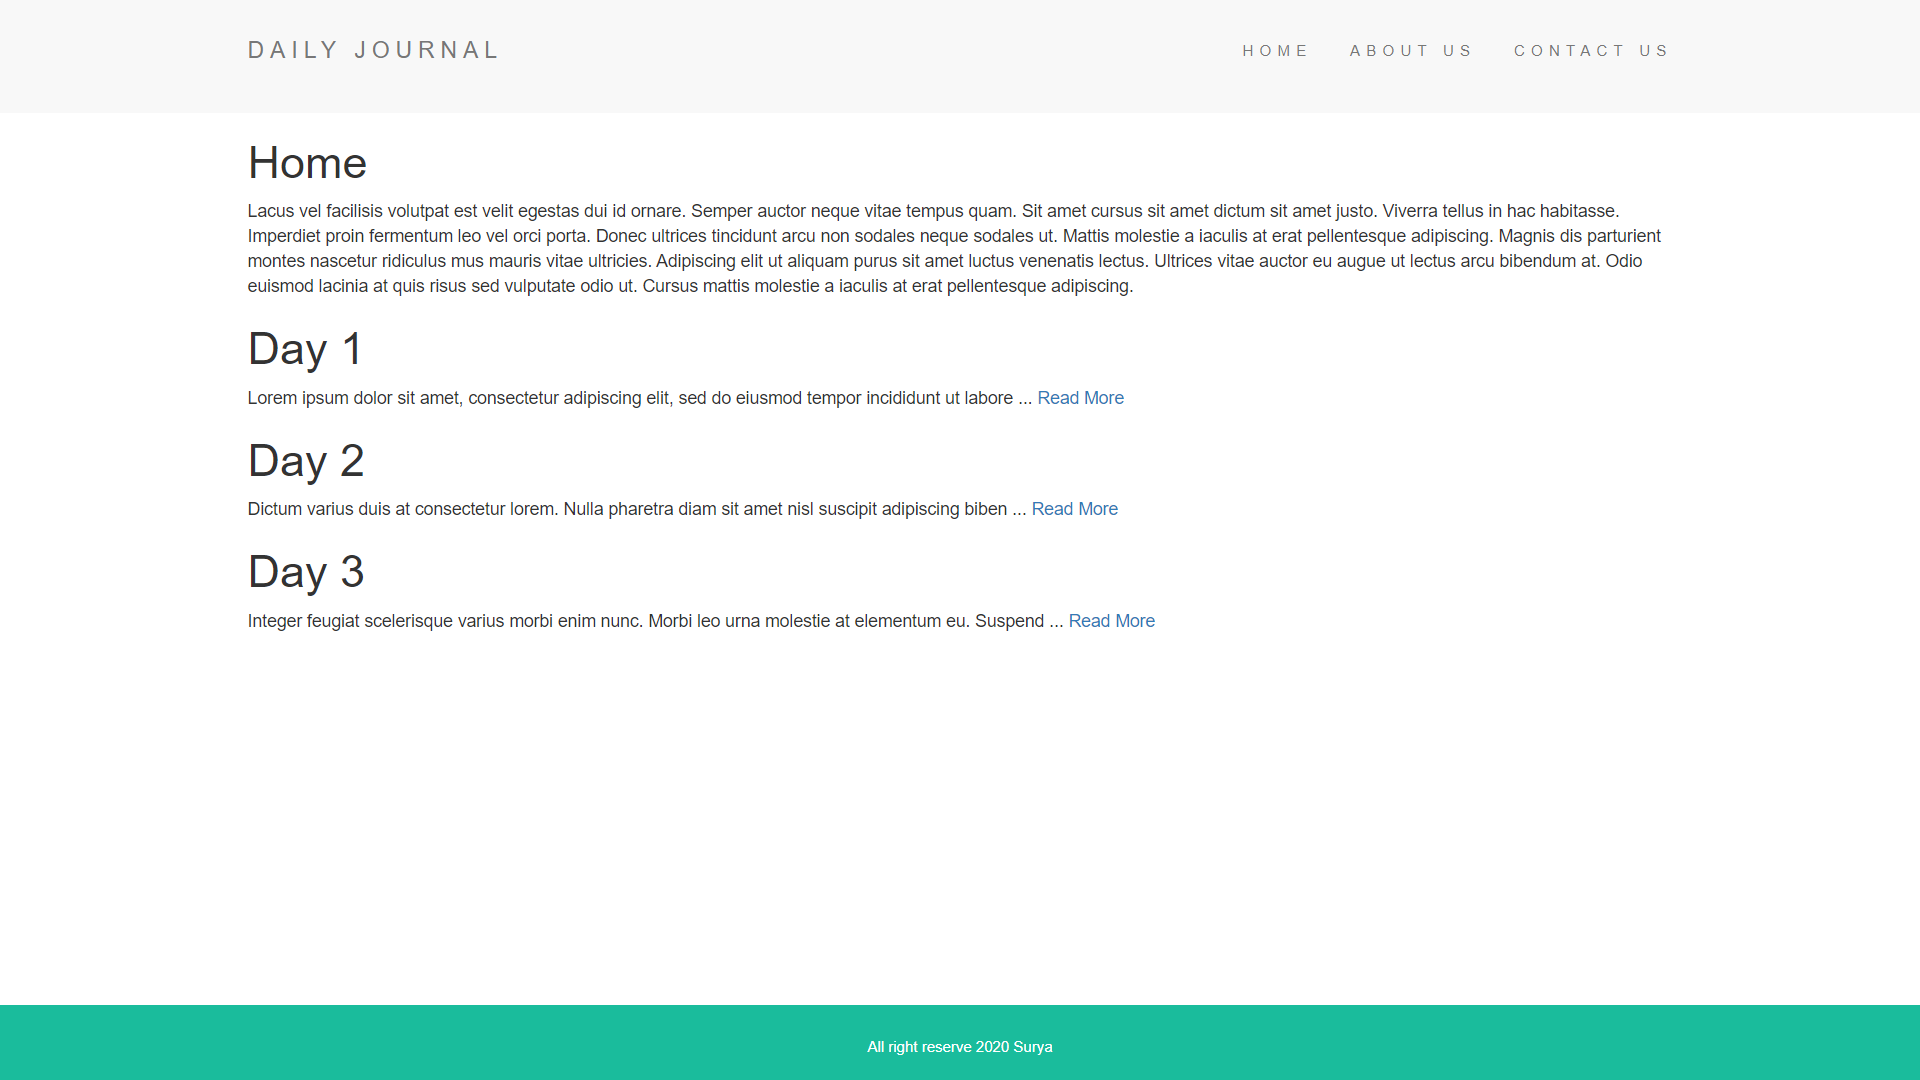 DAILY JOURNAL
HOME ABOUT US CONTACT US
Home
Lacus vel facilisis volutpat est velit egestas dui id ornare. Semper auctor neque vitae tempus quam. Sit amet cursus sit amet dictum sit amet justo. Viverra tellus in hac habitasse.
Imperdiet proin fermentum leo vel orci porta. Donec ultrices tincidunt arcu non sodales neque sodales ut. Mattis molestie a iaculis at erat pellentesque adipiscing. Magnis dis parturient
montes nascetur ridiculus mus mauris vitae ultricies. Adipiscing elit ut aliquam purus sit amet luctus venenatis lectus. Ultrices vitae auctor eu augue ut lectus arcu bibendum at. Odio
euismod lacinia at quis risus sed vulputate odio ut. Cursus mattis molestie a iaculis at erat pellentesque adipiscing.
Day 1
Lorem ipsum dolor sit amet, consectetur adipiscing elit, sed do eiusmod tempor incididunt ut labore ... Read More
Day 2
Dictum varius duis at consectetur lorem. Nulla pharetra diam sit amet nisl suscipit adipiscing biben ... Read More
Day 3
Integer feugiat scelerisque varius morbi enim nunc. Morbi leo urna molestie at elementum eu. Suspend ... Read More
All right reserve 2020 Surya